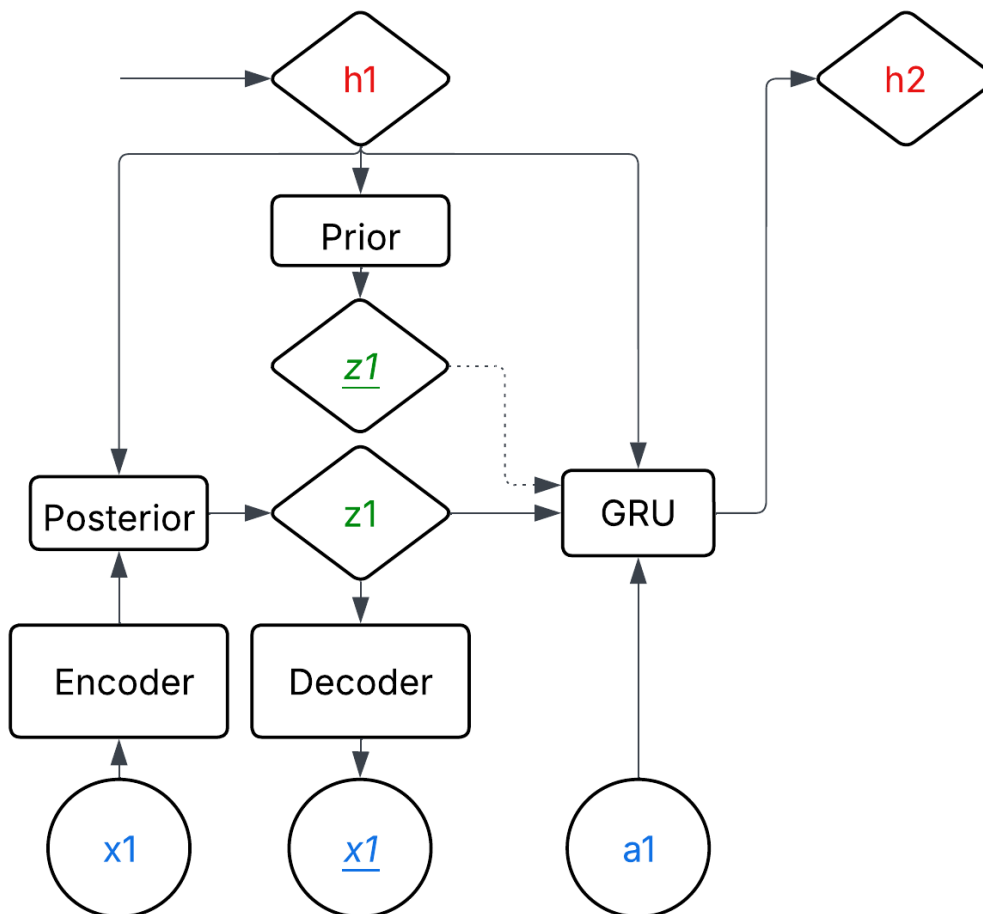 h1
h2
Prior
z1
Posterior
z1
GRU
Encoder
Decoder
x1
x1
a1